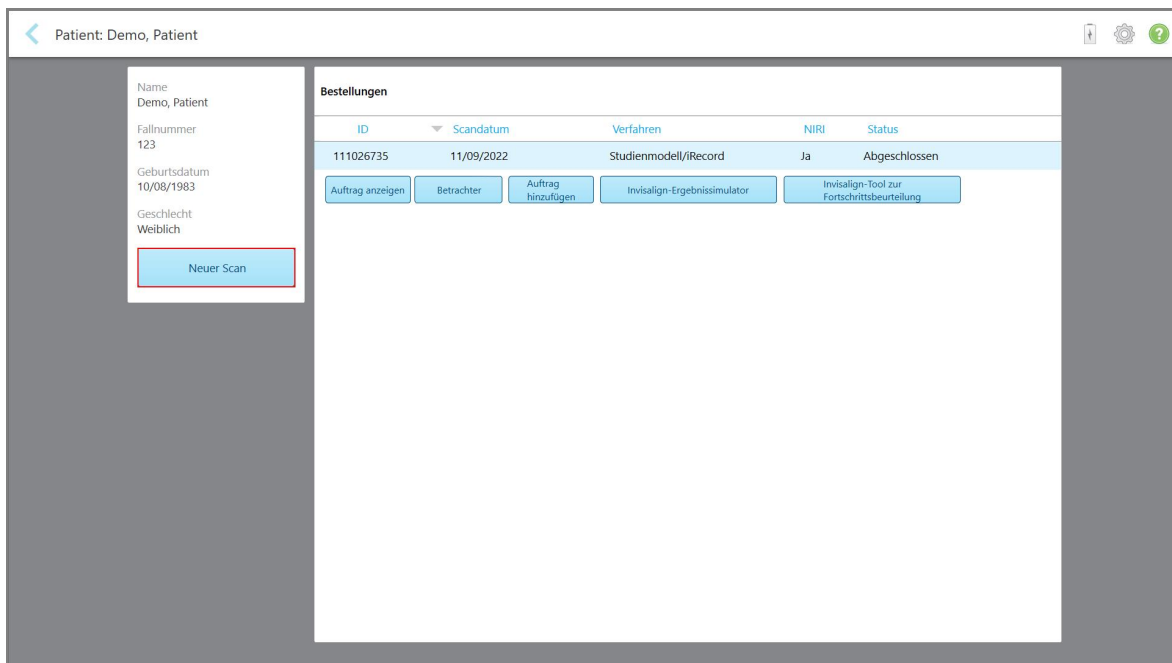 Patient: Demo, Patient
Name
Demo, Patient
Fallnummer
123
Geburtsdatum
10/08/1983
Geschlecht
Weiblich
Neuer Scan
Bestellungen
ID Scandatum Verfahren NIRI Status
111026735 11/09/2022 Studienmodell/iRecord Ja Abgeschlossen
Auftrag anzeigen
Betrachter
Auftrag
hinzufügen
Invisalign-Ergebnissimulator
Invisalign-Tool zur
Fortschrittsbeurteilung